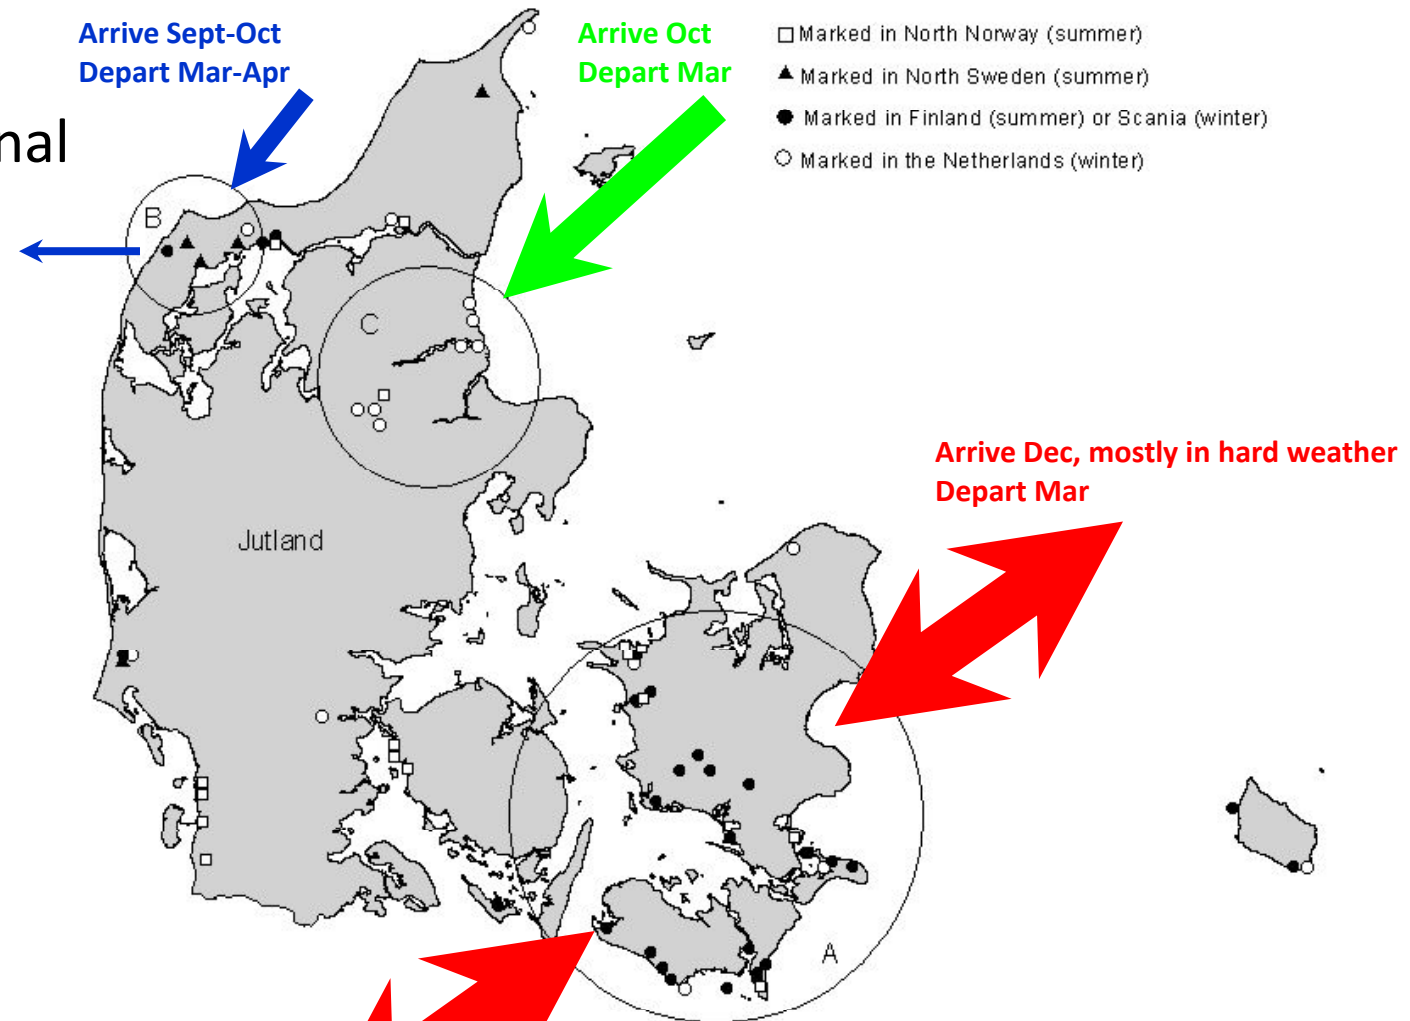 Arrive Sept-Oct
Depart Mar-Apr
Arrive Oct
Depart Mar
Marked in North Norway (summer)
Marked in North Sweden (summer)
Marked in Finland (summer) or Scania (winter)
Marked in the Netherlands (winter)
B
C
Arrive Dec, mostly in hard weather
Depart Mar
Jutland
A